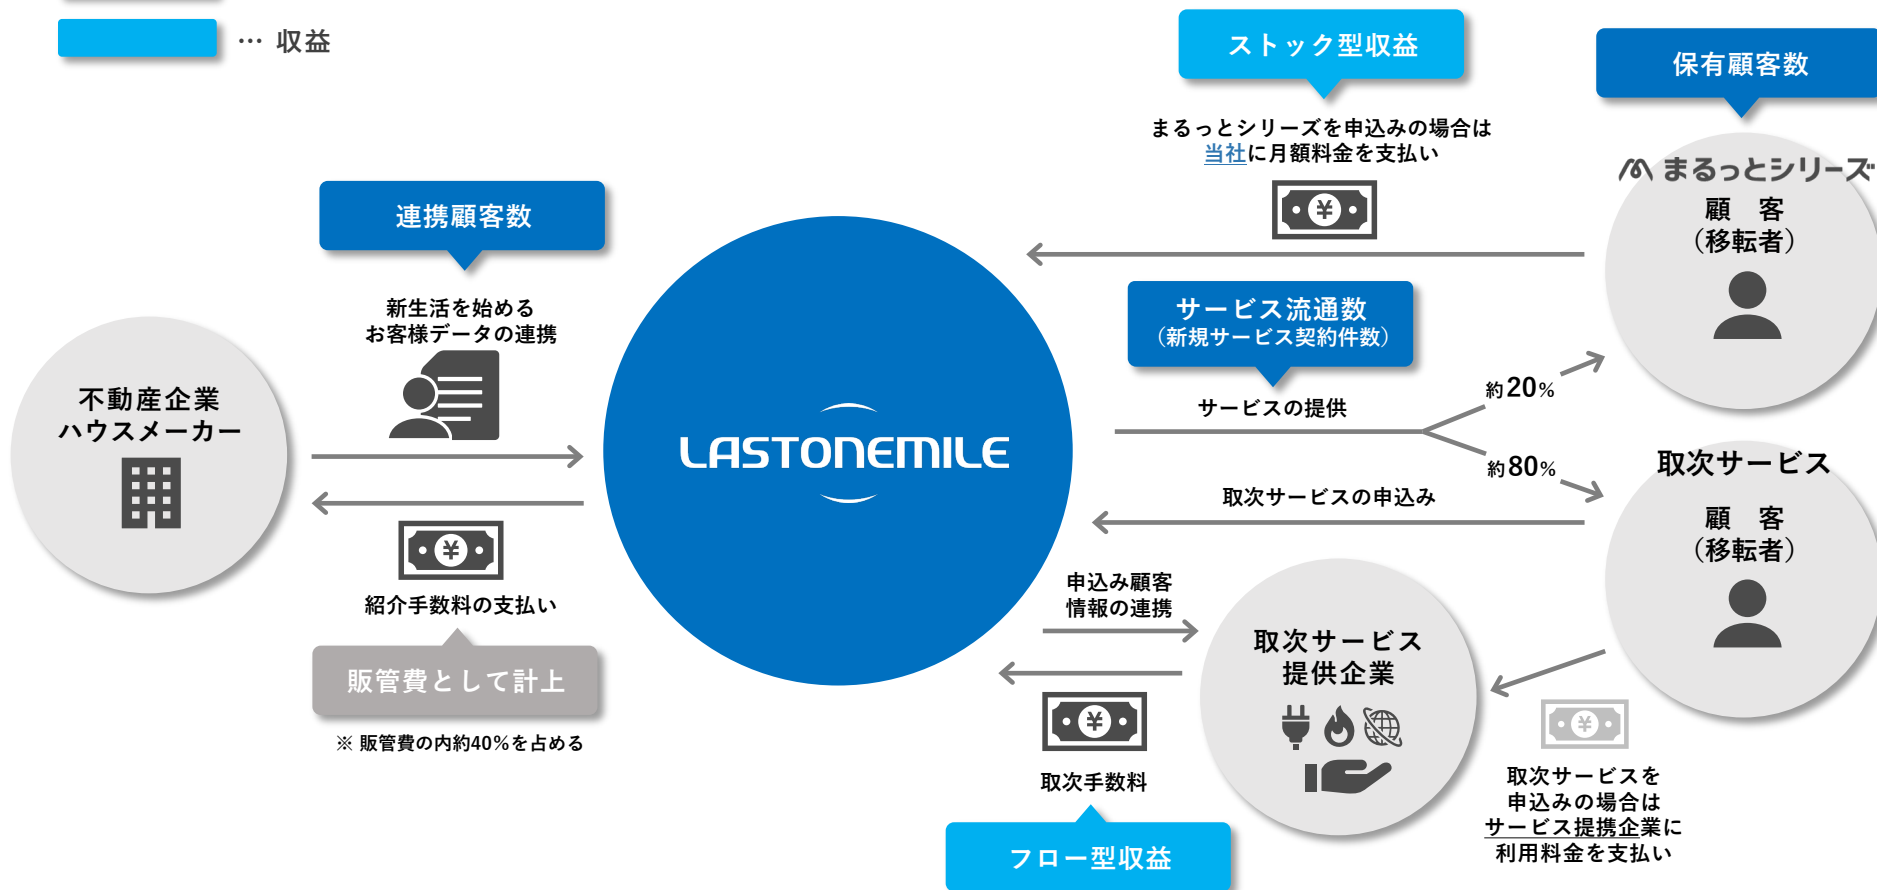 … 収益
ストック型収益
保有顧客数
まるっとシリーズを申込みの場合は
当社に月額料金を支払い
まるっとシリーズ
顧 客
（移転者）
連携顧客数
新生活を始める
お客様データの連携
サービス流通数
（新規サービス契約件数）
サービスの提供
約20%
約80%
不動産企業
ハウスメーカー
LASTONEMILE
取次サービス
顧 客
（移転者）
取次サービスの申込み
紹介手数料の支払い
販管費として計上
※ 販管費の内約40%を占める
申込み顧客
情報の連携
取次サービス
提供企業
取次手数料
フロー型収益
取次サービスを
申込みの場合は
サービス提携企業に
利用料金を支払い